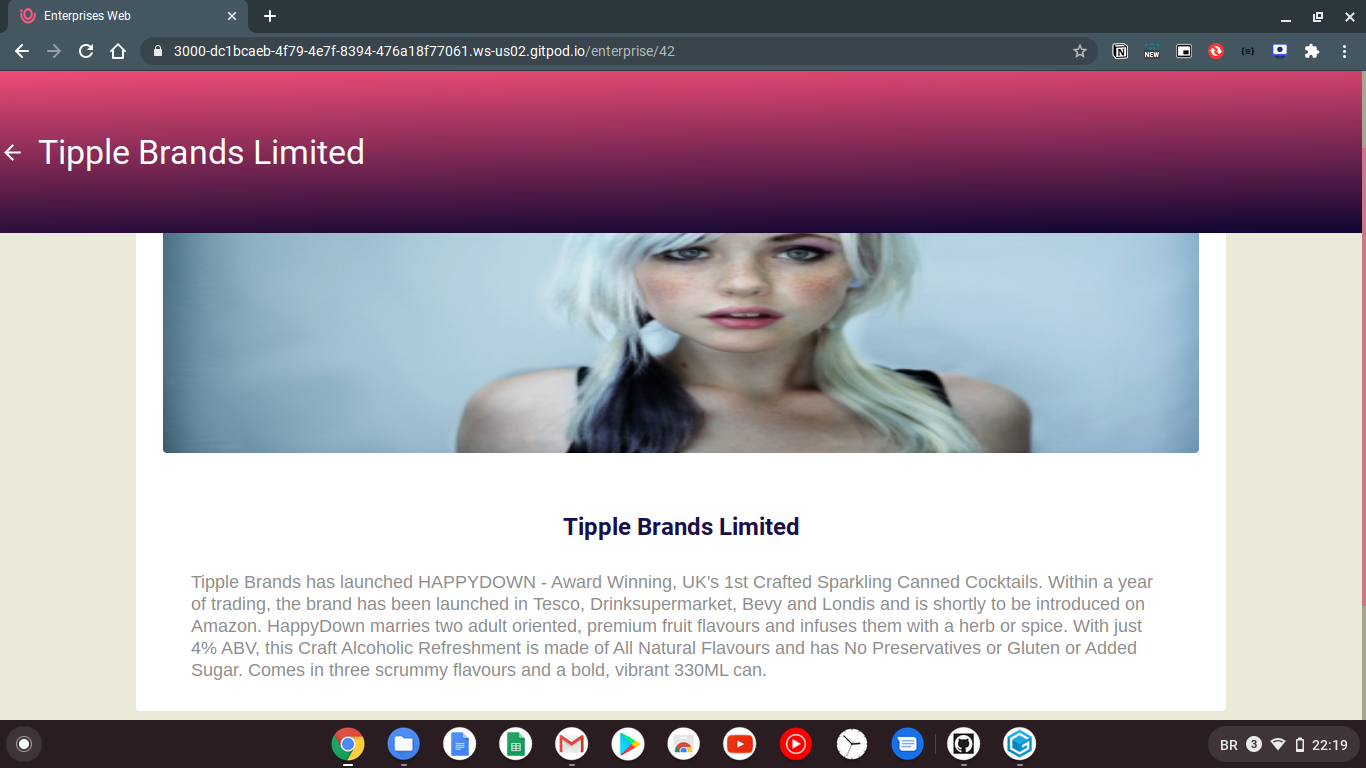 Enterprises Web
3000-dc1bcaeb-4f79-4e7f-8394-476a18f77061.ws-us02.gitpod.io/enterprise/42
NEW
Tipple Brands Limited
Tipple Brands Limited
Tipple Brands has launched HAPPYDOWN - Award Winning, UK's 1st Crafted Sparkling Canned Cocktails. Within a year
of trading, the brand has been launched in Tesco, Drinksupermarket, Bevy and Londis and is shortly to be introduced on
Amazon. HappyDown marries two adult oriented, premium fruit flavours and infuses them with a herb or spice. With just
4% ABV, this Craft Alcoholic Refreshment is made of All Natural Flavours and has No Preservatives or Gluten or Added
Sugar. Comes in three scrummy flavours and a bold, vibrant 330ML can.
BR 3 22:19